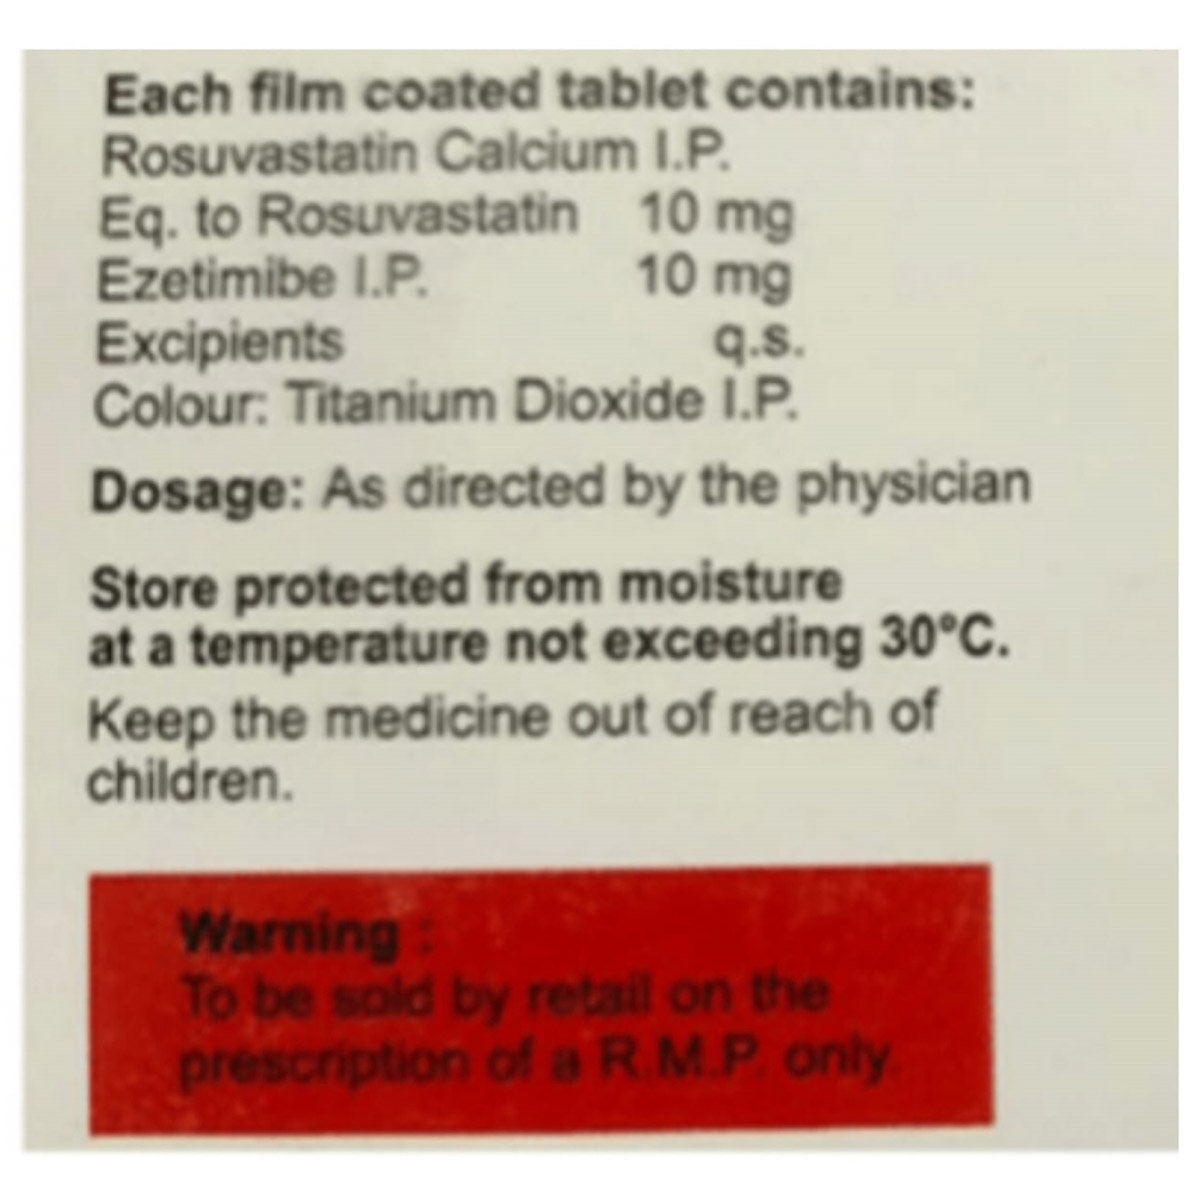 Each film coated tablet contains:
Rosuvastatin Calcium I.P.
Eq. to Rosuvastatin 10 mg
Ezetimibe I.P. 10 mg
Excipients q.s.
Colour: Titanium Dioxide I.P.
Dosage: As directed by the physician
Store protected from moisture
at a temperature not exceeding 30°C.
Keep the medicine out of reach of
children.
Warning :
To be sold by retail on the
prescription of a R.M.P. only.